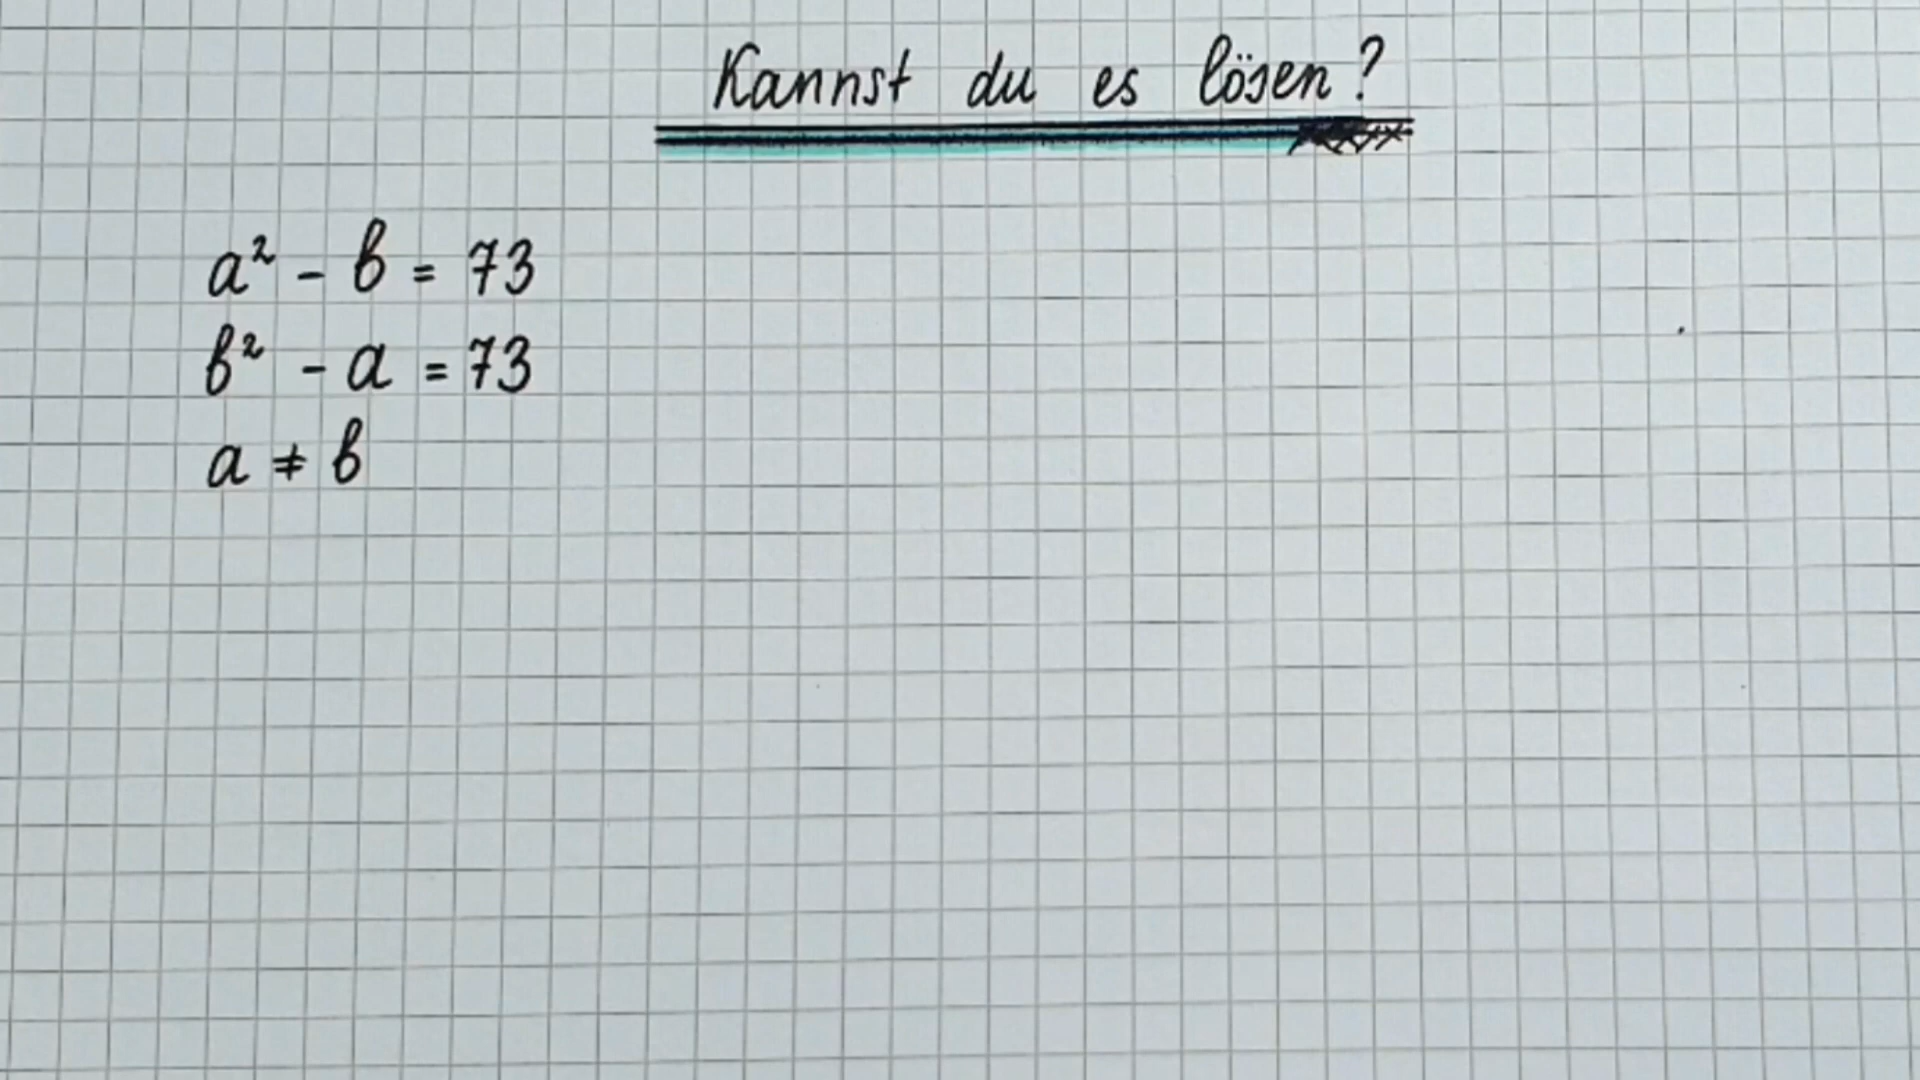 Kannst du es lösen?
a² - b = 73
b² - a = 73
a ≠ b